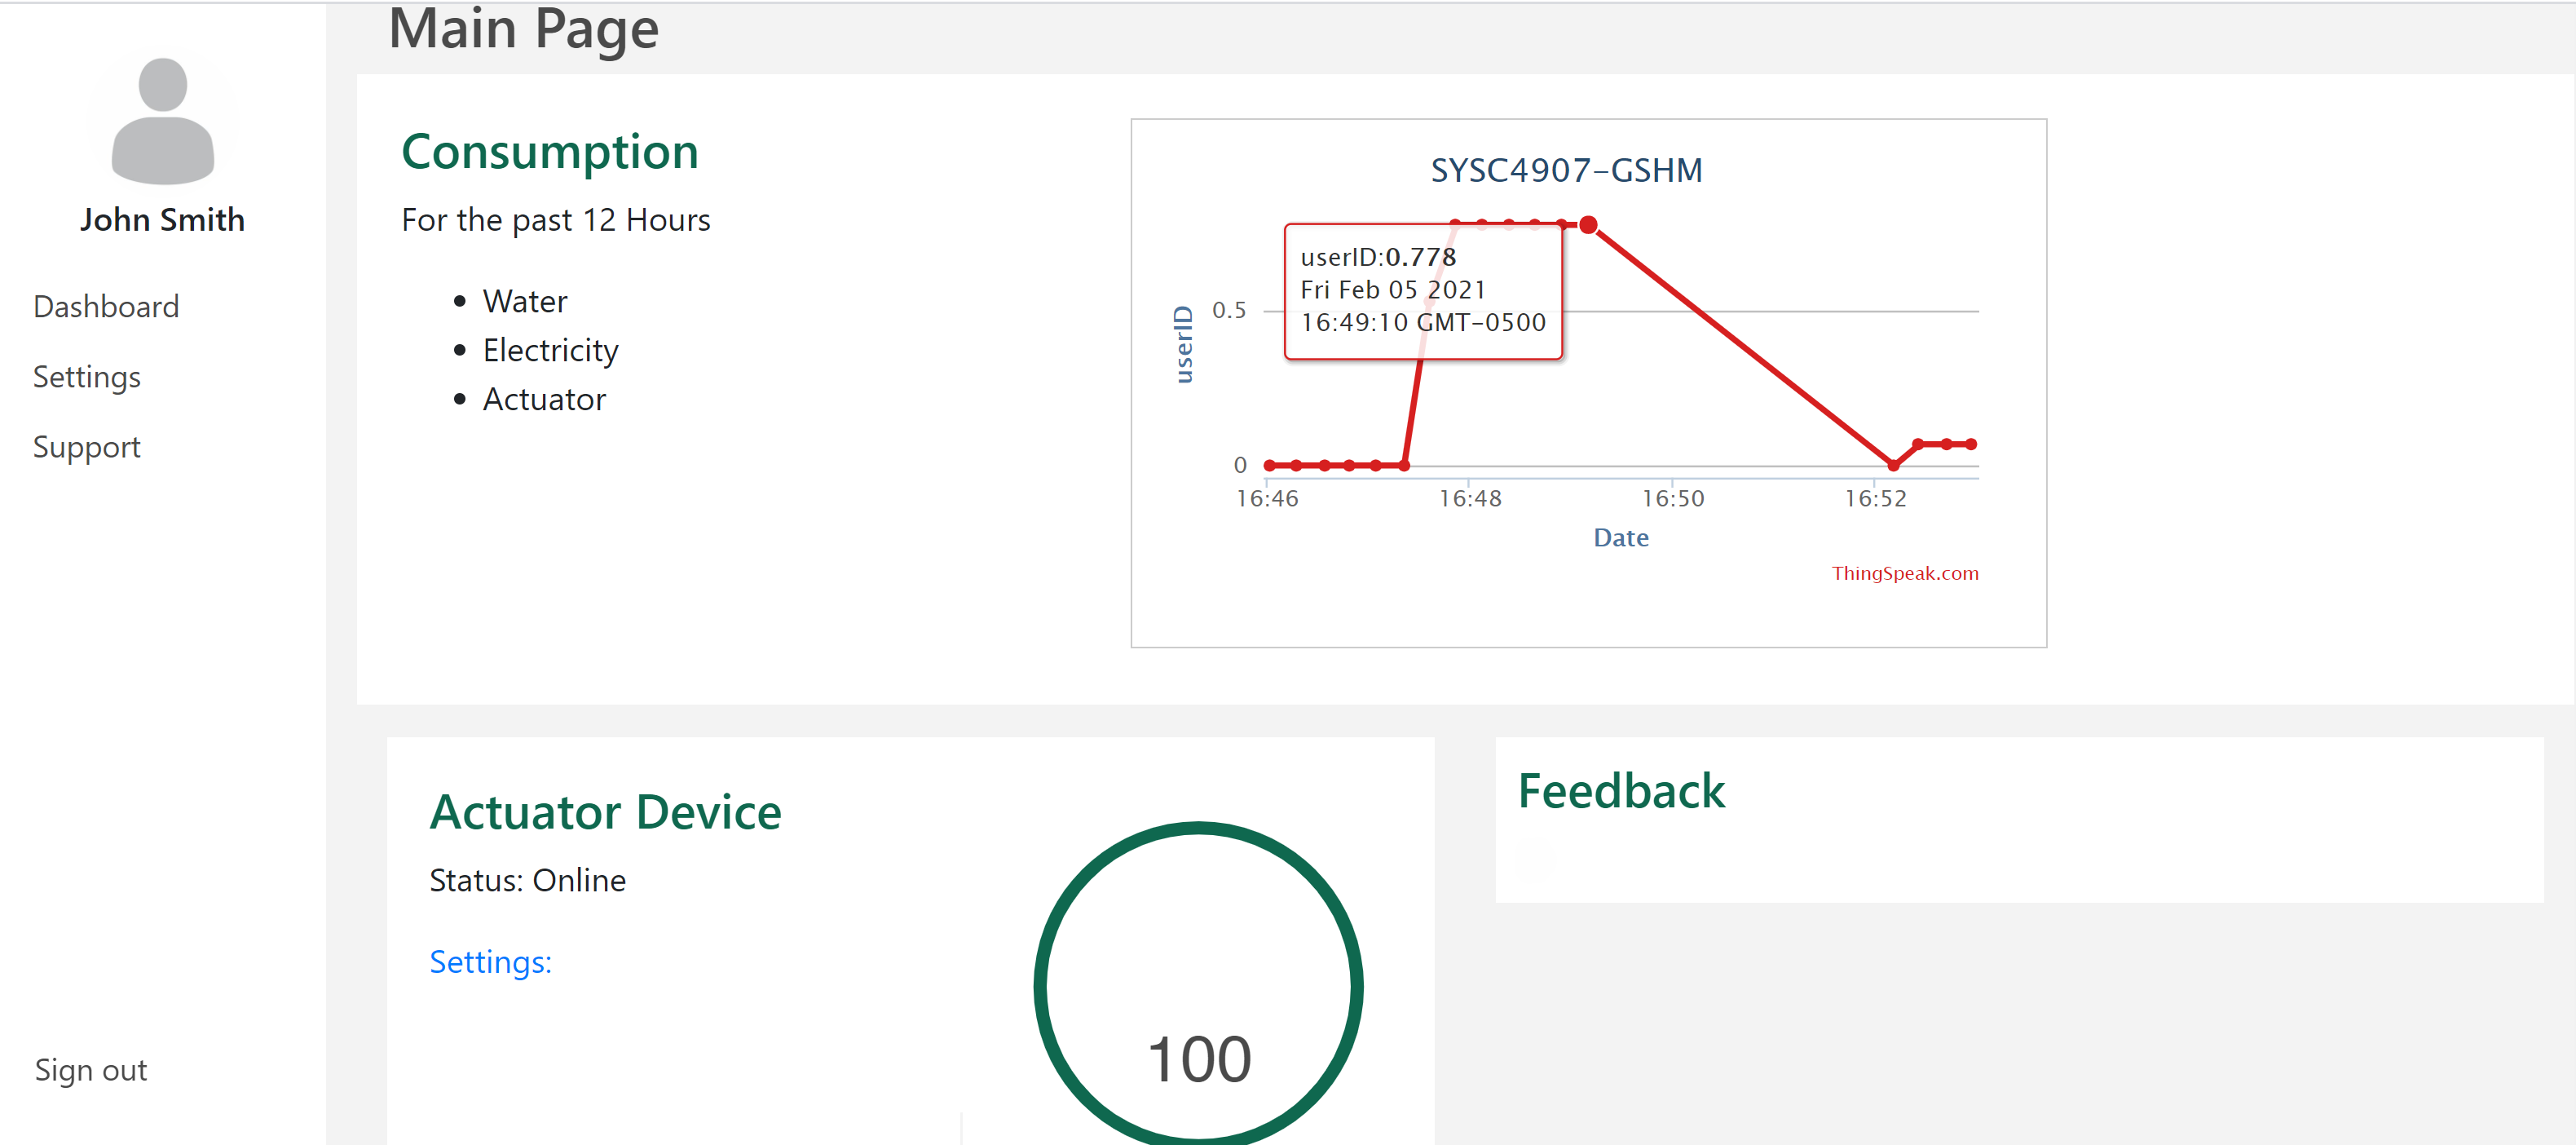 Main Page
John Smith
Dashboard
Settings
Support
Sign out
Consumption
For the past 12 Hours
Water
Electricity
Actuator
SYSC4907-GSHM
userID:0.778
Fri Feb 05 2021
16:49:10 GMT-0500
userID
0.5
0
16:46 16:48 16:50 16:52
Date
ThingSpeak.com
Actuator Device
Status: Online
Settings:
100
Feedback